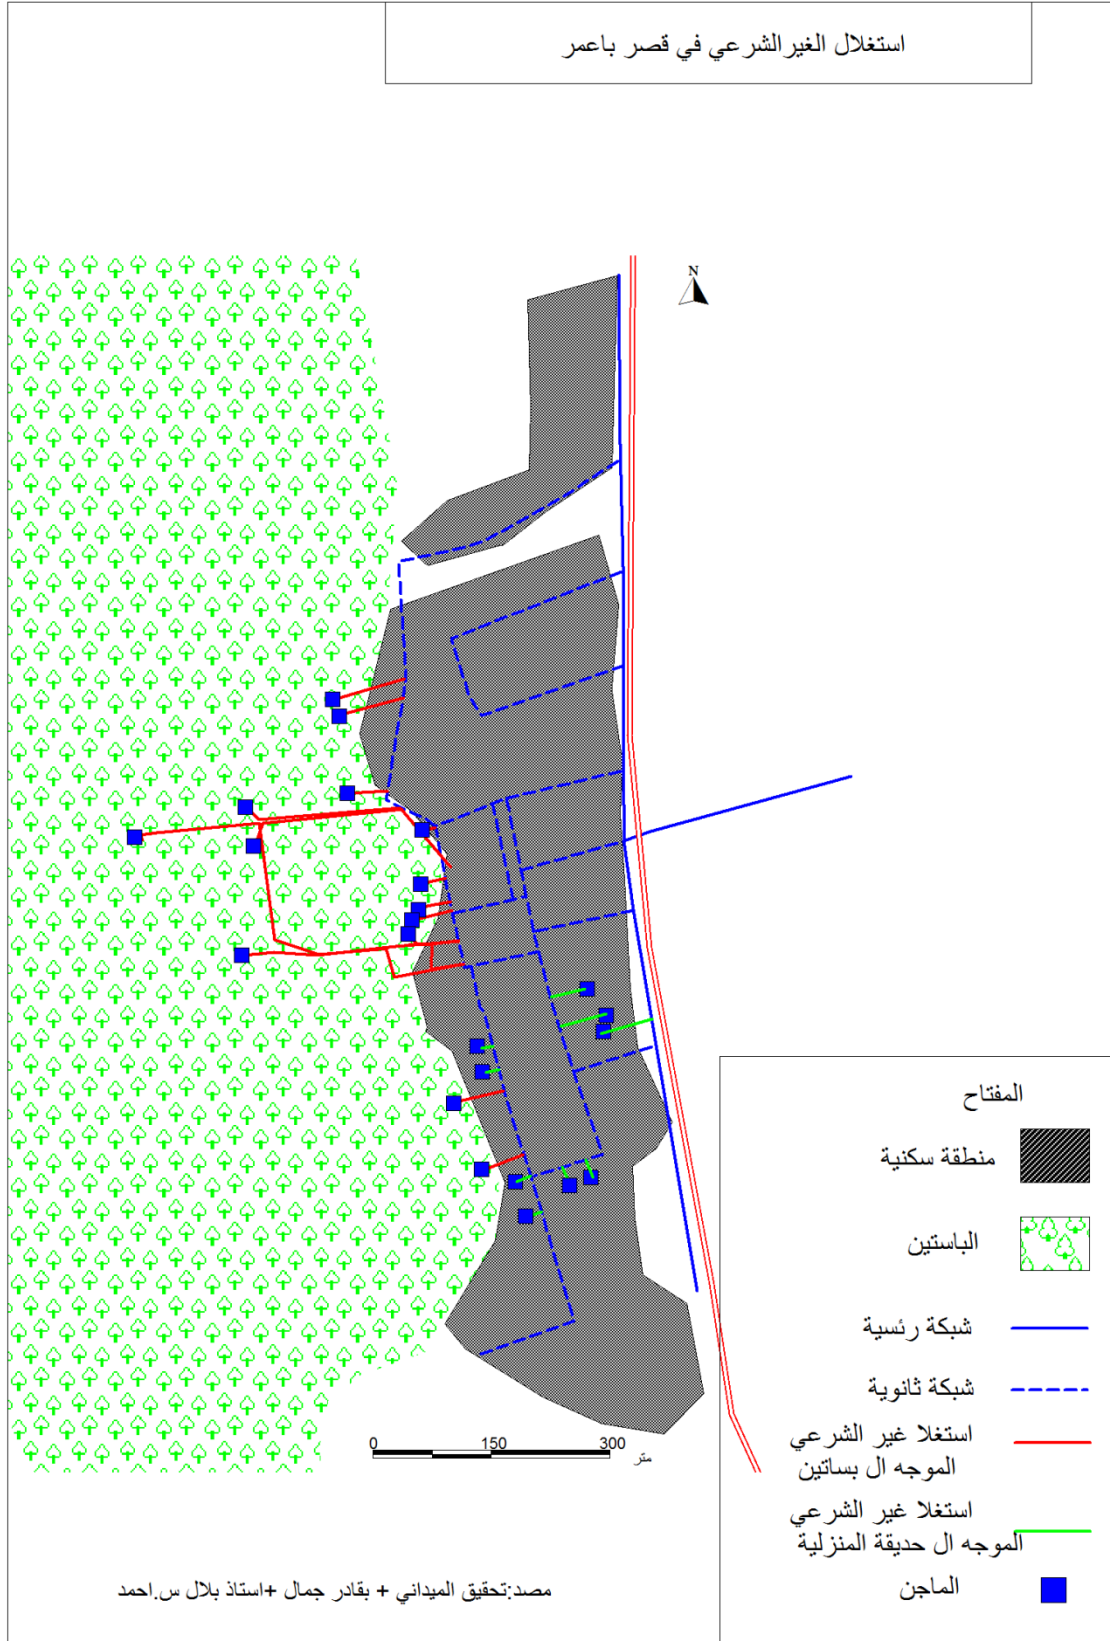 استغلال الغيرالشرعي في قصر باعمر
N
المفتاح
منطقة سكنية
الباستين
شبكة رئسية
شبكة ثانوية
استغلا غير الشرعي
الموجه ال بساتين
استغلا غير الشرعي
الموجه ال حديقة المنزلية
الماجن
0 150 300
متر
مصد:تحقيق الميداني + بقادر جمال +استاذ بلال س.احمد